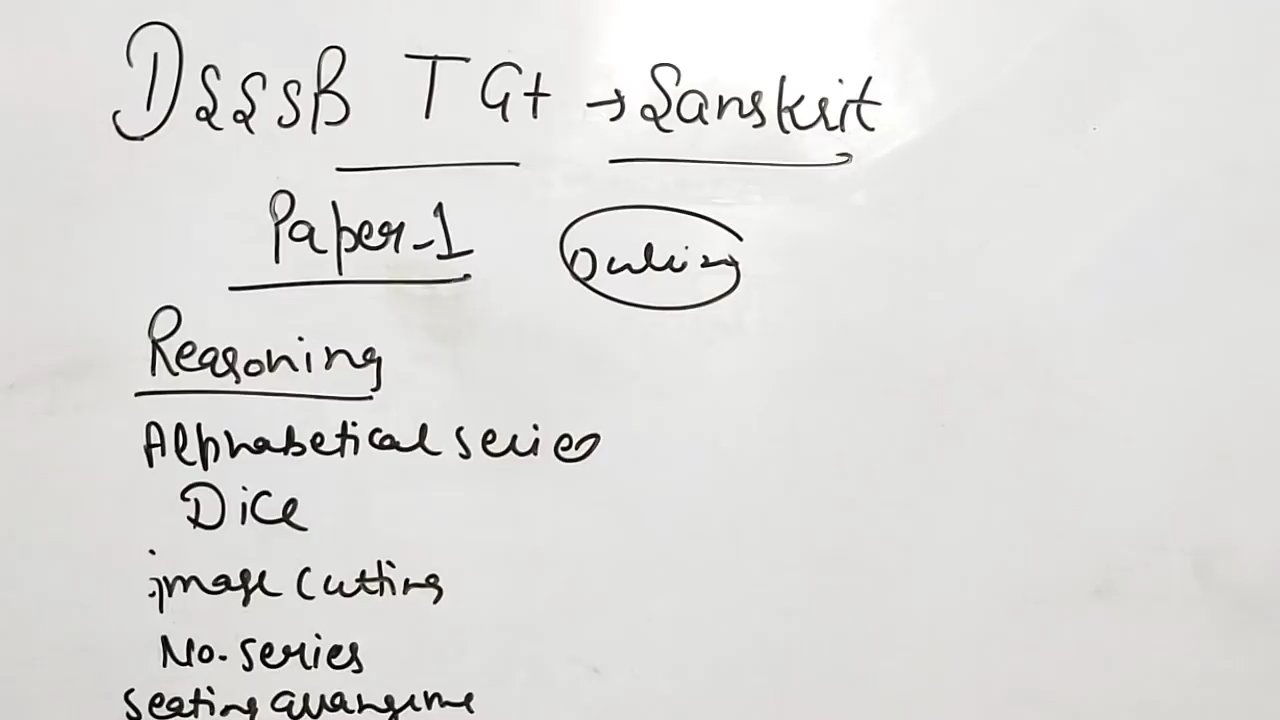 DSSSB TGt → Sanskrit
Paper-1
Reasoning
Alphabetical series
Dice
image cutting
No. series
Seating